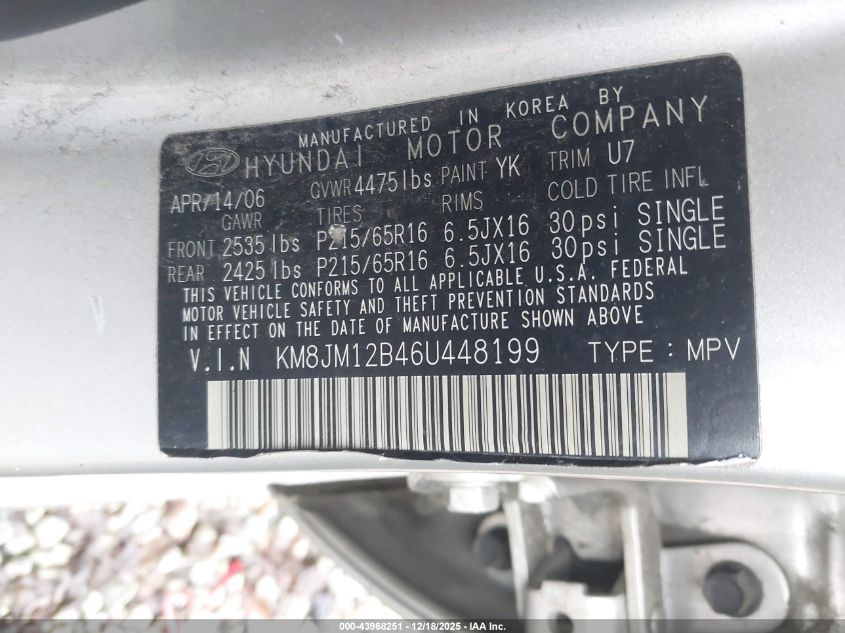 MANUFACTURED IN KOREA BY
HYUNDAI MOTOR COMPANY
APR/14/06 GVWR 4475lbs PAINT YK TRIM U7
GAWR TIRES RIMS COLD TIRE INFL
FRONT 2535lbs P215/65R16 6.5JX16 30psi SINGLE
REAR 2425lbs P215/65R16 6.5JX16 30psi SINGLE
THIS VEHICLE CONFORMS TO ALL APPLICABLE U.S.A. FEDERAL
MOTOR VEHICLE SAFETY AND THEFT PREVENTION STANDARDS
IN EFFECT ON THE DATE OF MANUFACTURE SHOWN ABOVE
V.I.N KM8JM12B46U448199 TYPE : MPV
000-43968251 - 12/18/2025 - IAA Inc.